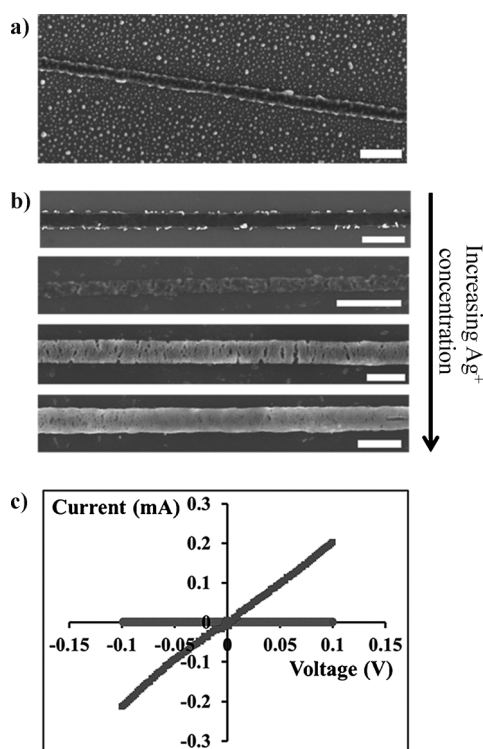 a)
b)
Increasing Ag+
concentration
c)
Current (mA)
0.3
0.2
0.1
0
-0.15 -0.1 -0.05 0 0.05 0.1 0.15
-0.1
Voltage (V)
-0.2
-0.3